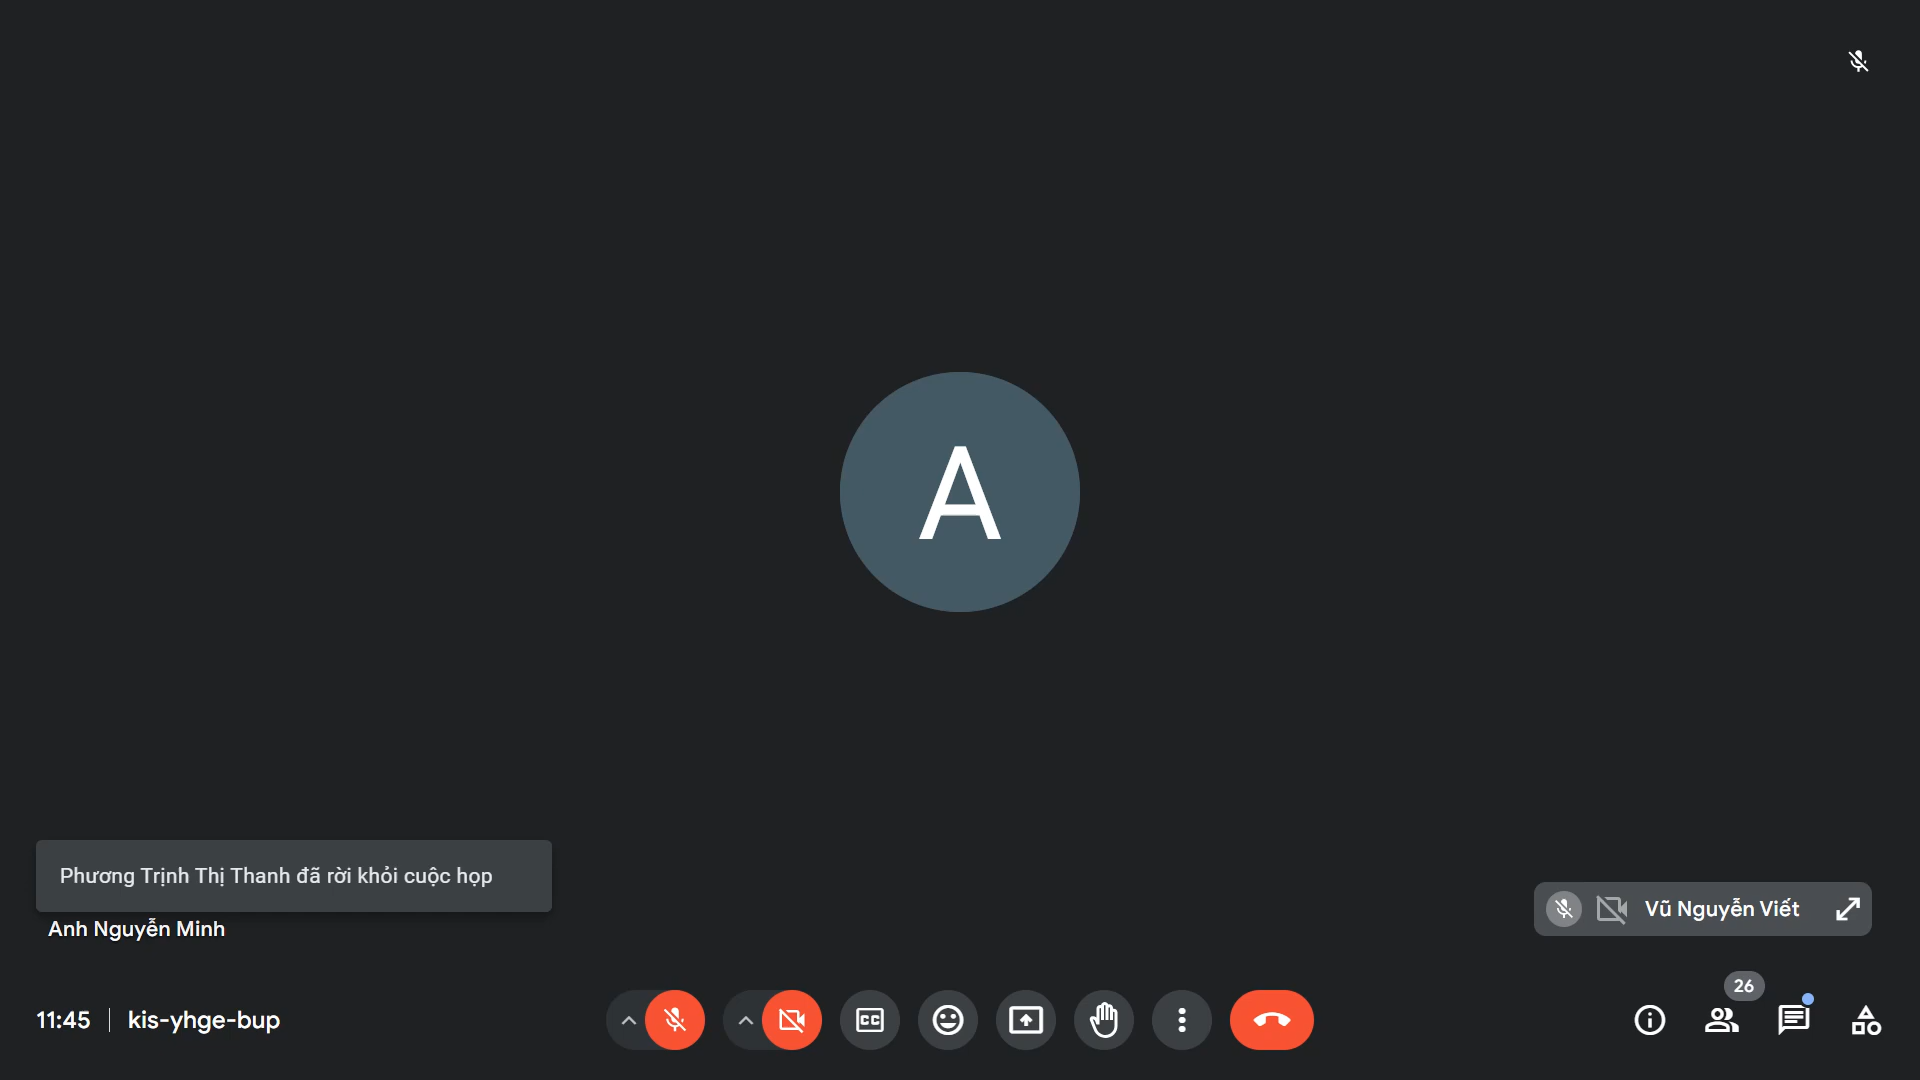 A
Phương Trịnh Thị Thanh đã rời khỏi cuộc họp
Anh Nguyễn Minh
Vũ Nguyễn Viết
26
11:45 | kis-yhge-bup
CC